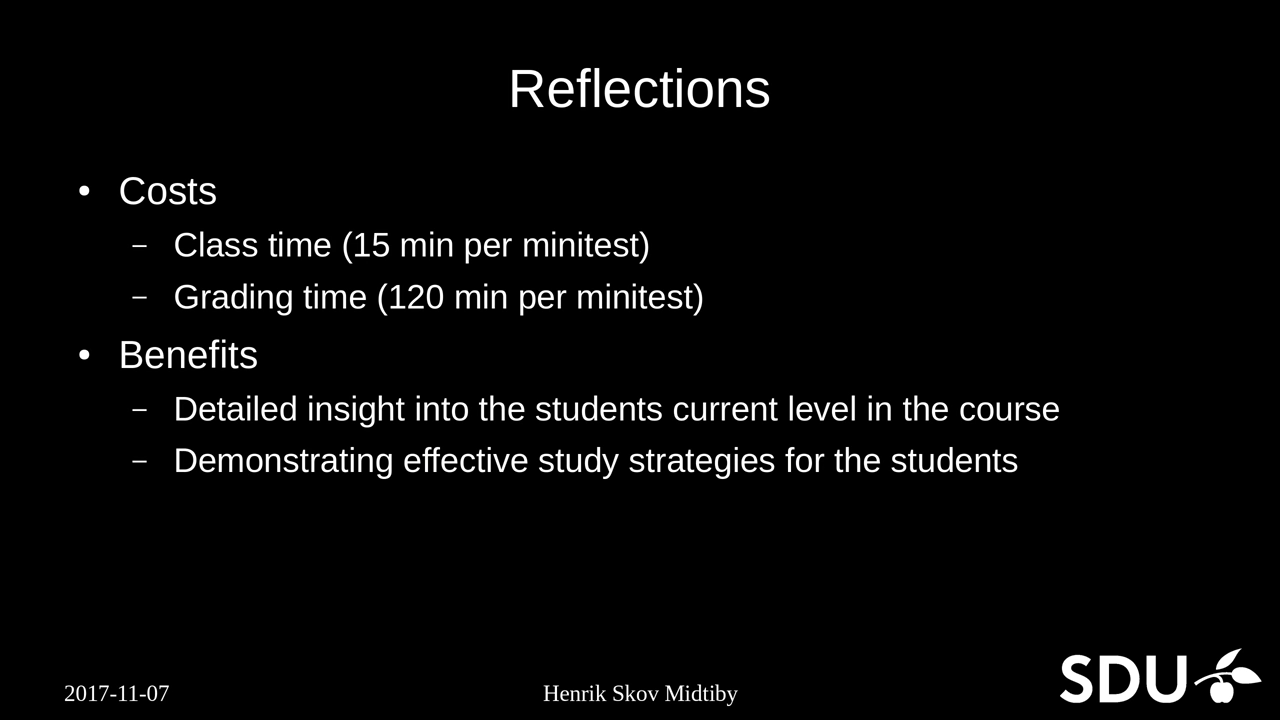 Reflections
• Costs
– Class time (15 min per minitest)
– Grading time (120 min per minitest)
• Benefits
– Detailed insight into the students current level in the course
– Demonstrating effective study strategies for the students
2017-11-07
Henrik Skov Midtiby
SDU